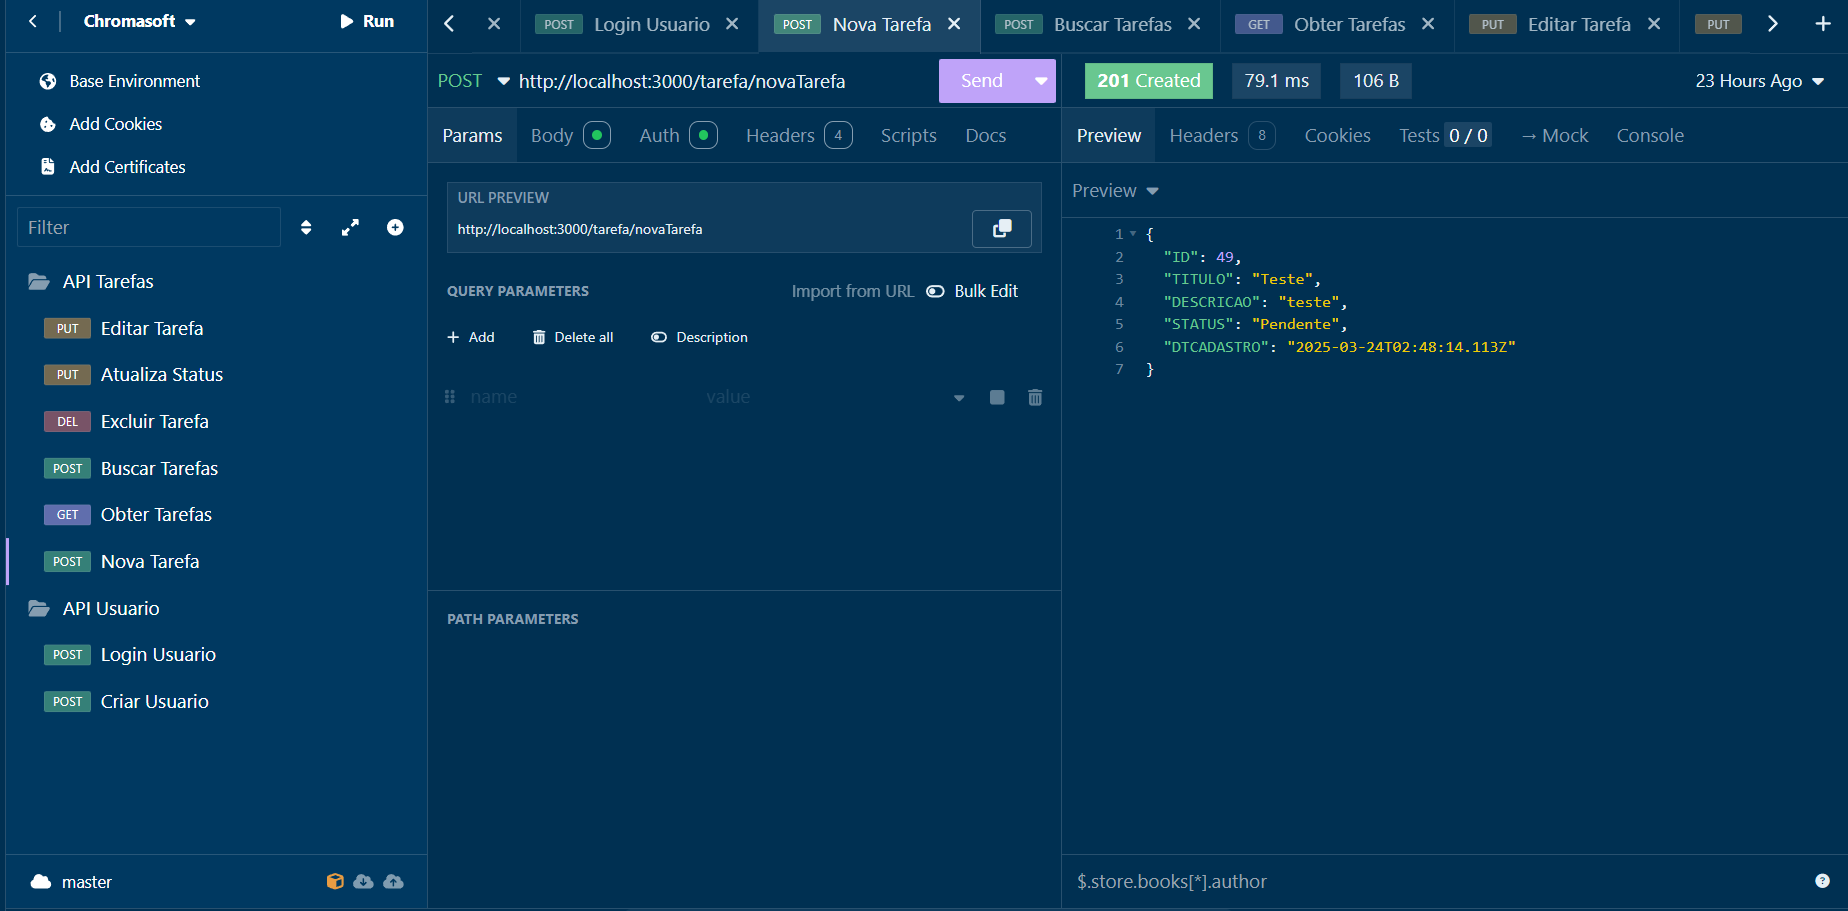 Chromasoft
Run
Base Environment
Add Cookies
Add Certificates
Filter
API Tarefas
PUT Editar Tarefa
PUT Atualiza Status
DEL Excluir Tarefa
POST Buscar Tarefas
GET Obter Tarefas
POST Nova Tarefa
API Usuario
POST Login Usuario
POST Criar Usuario
master
POST Login Usuario
POST Nova Tarefa
POST Buscar Tarefas
GET Obter Tarefas
PUT Editar Tarefa
PUT
POST http://localhost:3000/tarefa/novaTarefa
Send
Params Body Auth Headers 4 Scripts Docs
URL PREVIEW
http://localhost:3000/tarefa/novaTarefa
QUERY PARAMETERS Import from URL Bulk Edit
Add Delete all Description
name value
PATH PARAMETERS
201 Created 79.1 ms 106 B 23 Hours Ago
Preview Headers 8 Cookies Tests 0 / 0 → Mock Console
Preview
1 {
2 "ID": 49,
3 "TITULO": "Teste",
4 "DESCRICAO": "teste",
5 "STATUS": "Pendente",
6 "DTCADASTRO": "2025-03-24T02:48:14.113Z"
7 }
$.store.books[*].author